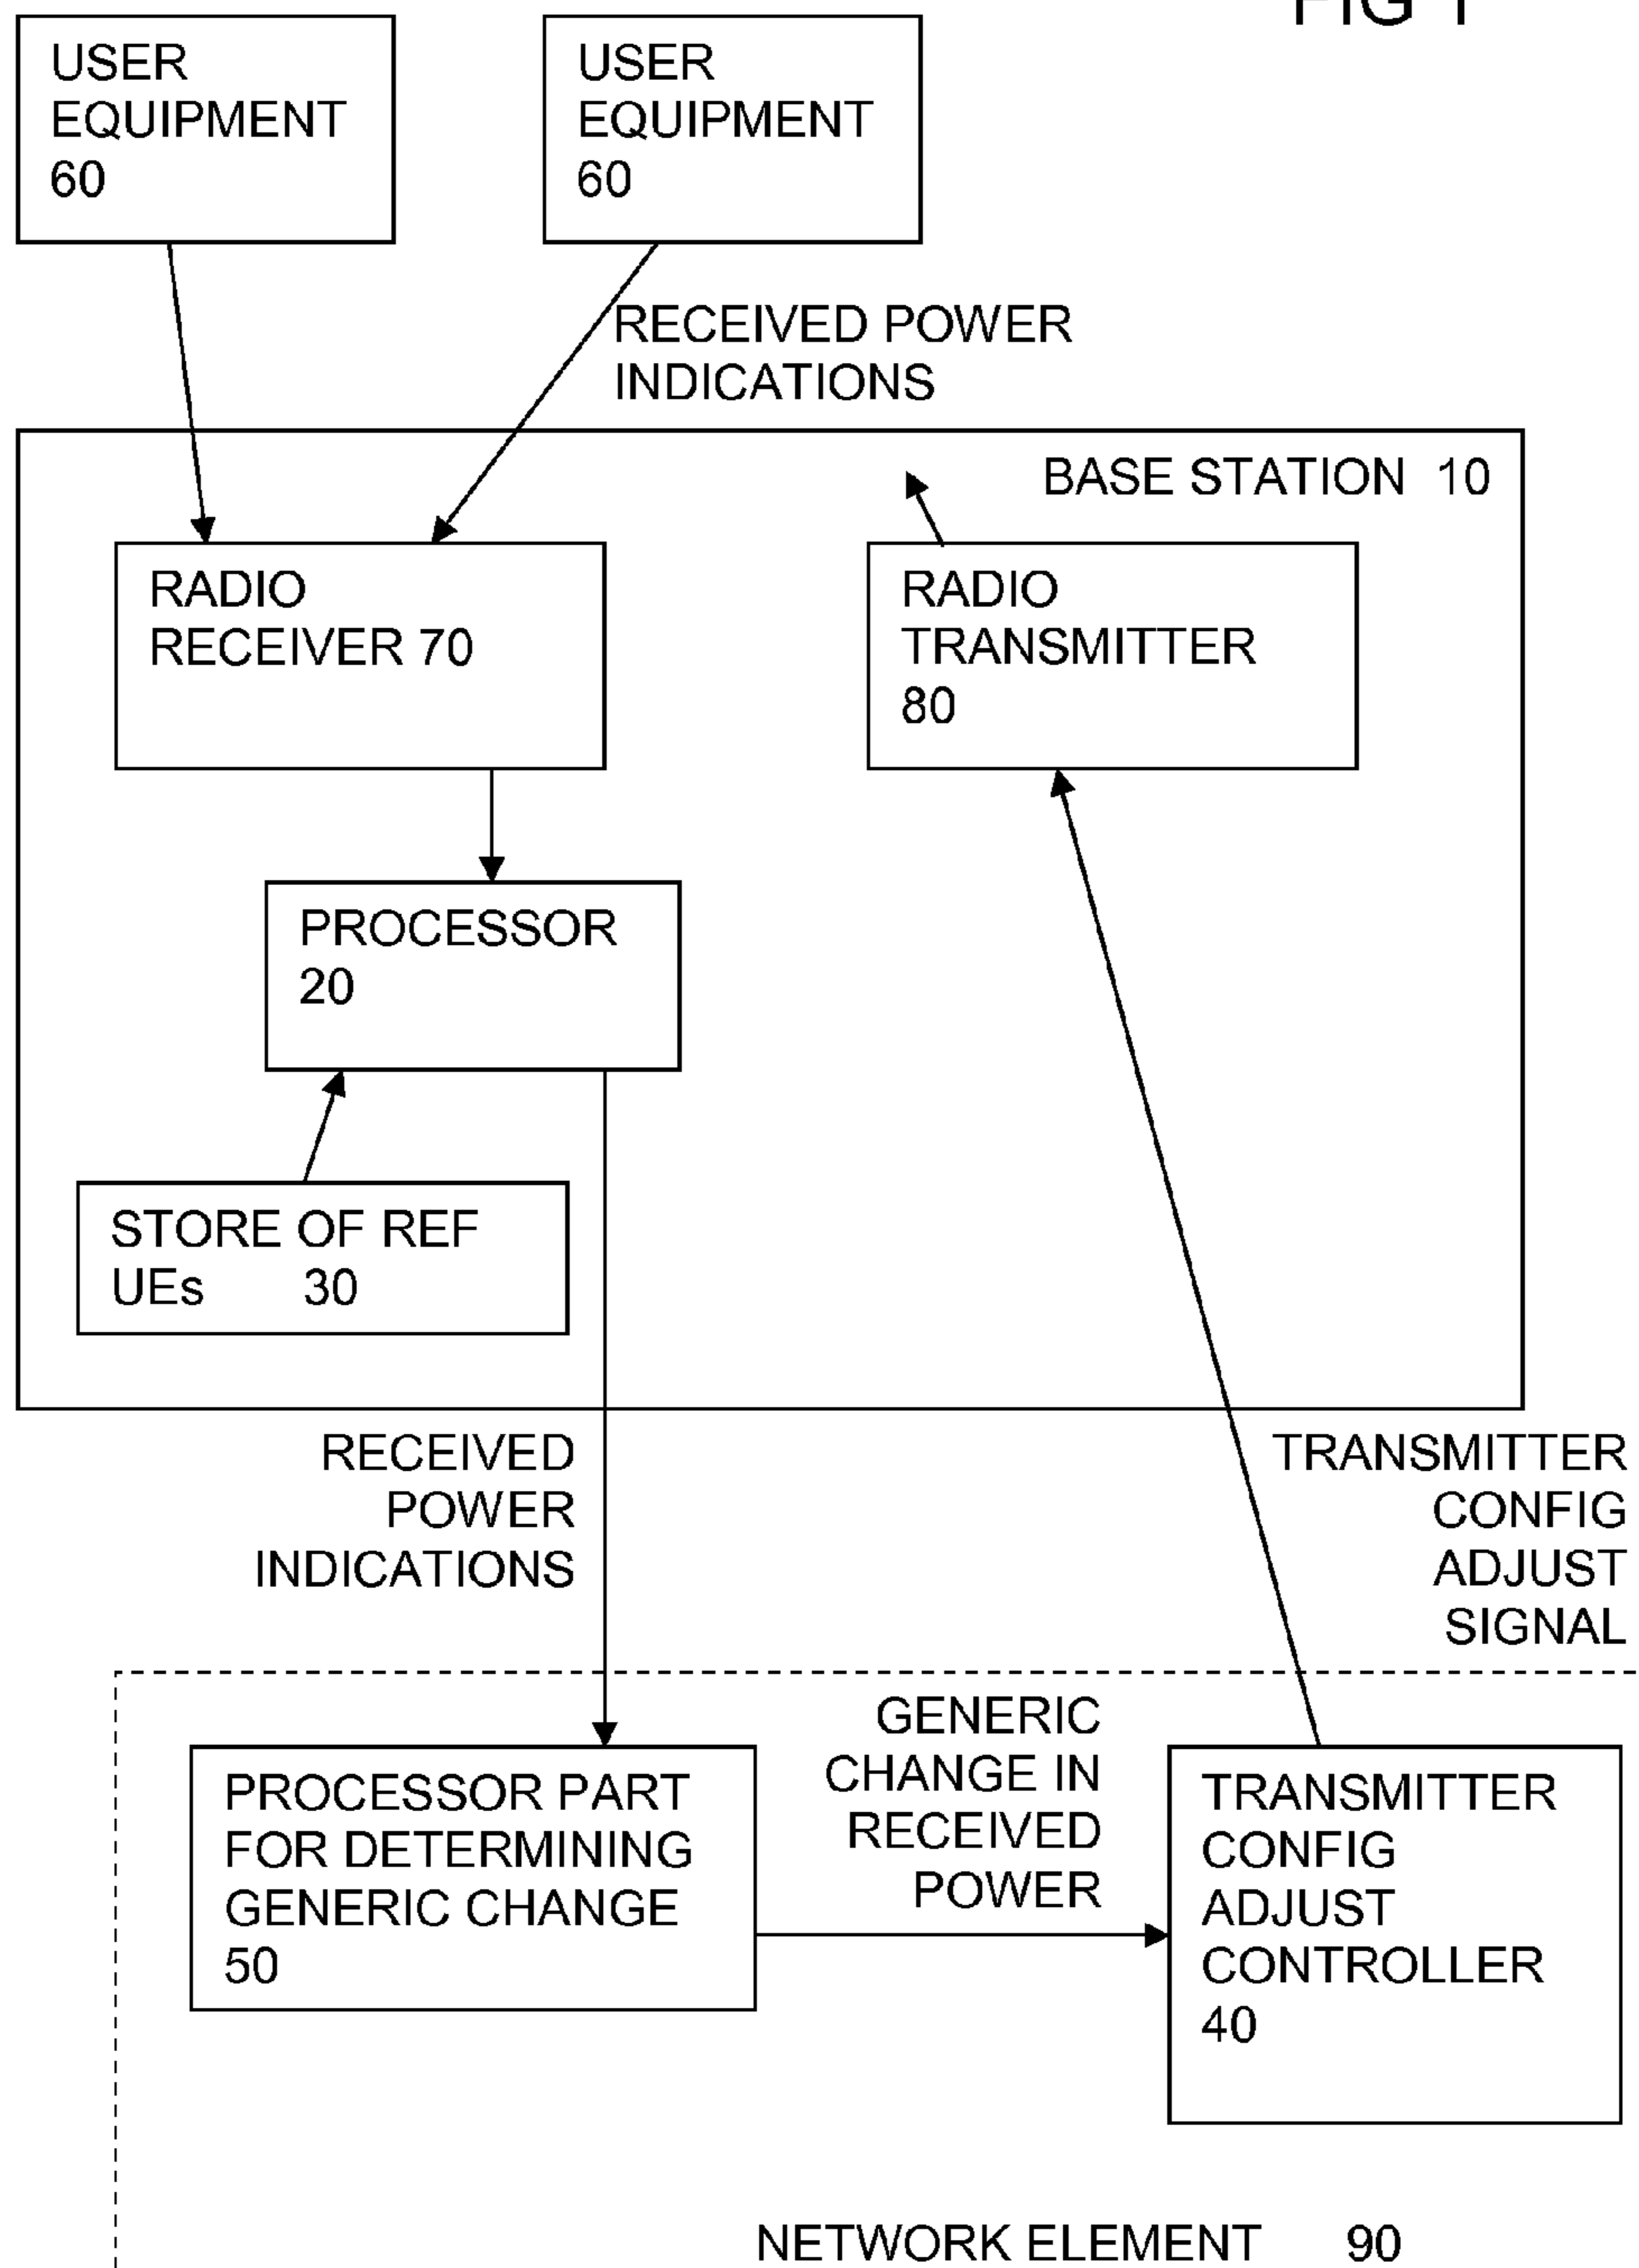 FIG 1
USER
EQUIPMENT
60
USER
EQUIPMENT
60
RECEIVED POWER
INDICATIONS
BASE STATION 10
RADIO
RECEIVER 70
RADIO
TRANSMITTER
80
PROCESSOR
20
STORE OF REF
UEs 30
RECEIVED
POWER
INDICATIONS
TRANSMITTER
CONFIG
ADJUST
SIGNAL
GENERIC
CHANGE IN
RECEIVED
POWER
PROCESSOR PART
FOR DETERMINING
GENERIC CHANGE
50
TRANSMITTER
CONFIG
ADJUST
CONTROLLER
40
NETWORK ELEMENT 90